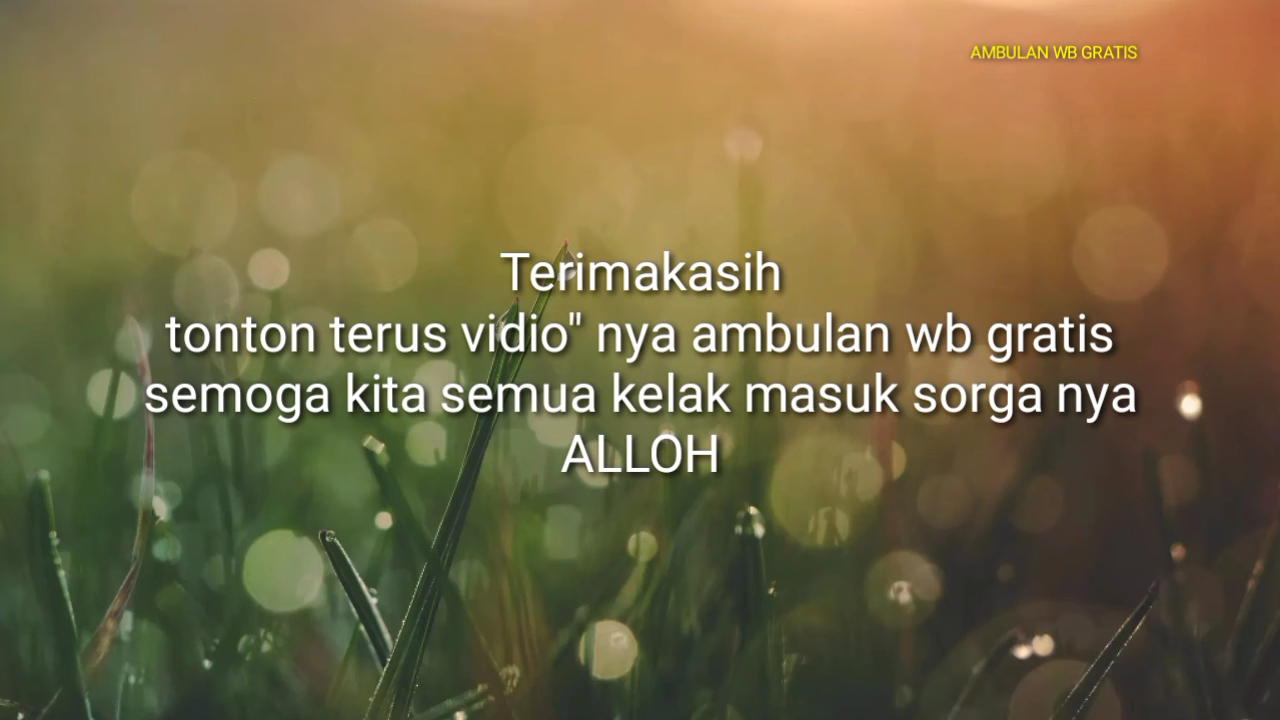 AMBULAN WB GRATIS
Terimakasih
tonton terus vidio" nya ambulan wb gratis
semoga kita semua kelak masuk sorga nya
ALLOH